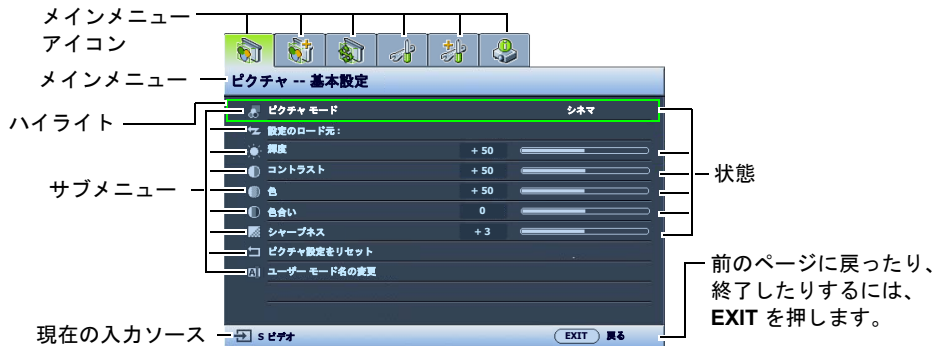 メインメニュー
アイコン
メインメニュー
ピクチャ -- 基本設定
ハイライト
ピクチャ モード シネマ
設定のロード元：
輝度 + 50
コントラスト + 50
状態
サブメニュー
色 + 50
色合い 0
シャープネス + 3
ピクチャ設定をリセット
ユーザー モード名の変更
前のページに戻ったり、
終了したりするには、
EXIT を押します。
現在の入力ソース
S ビデオ
EXIT 戻る